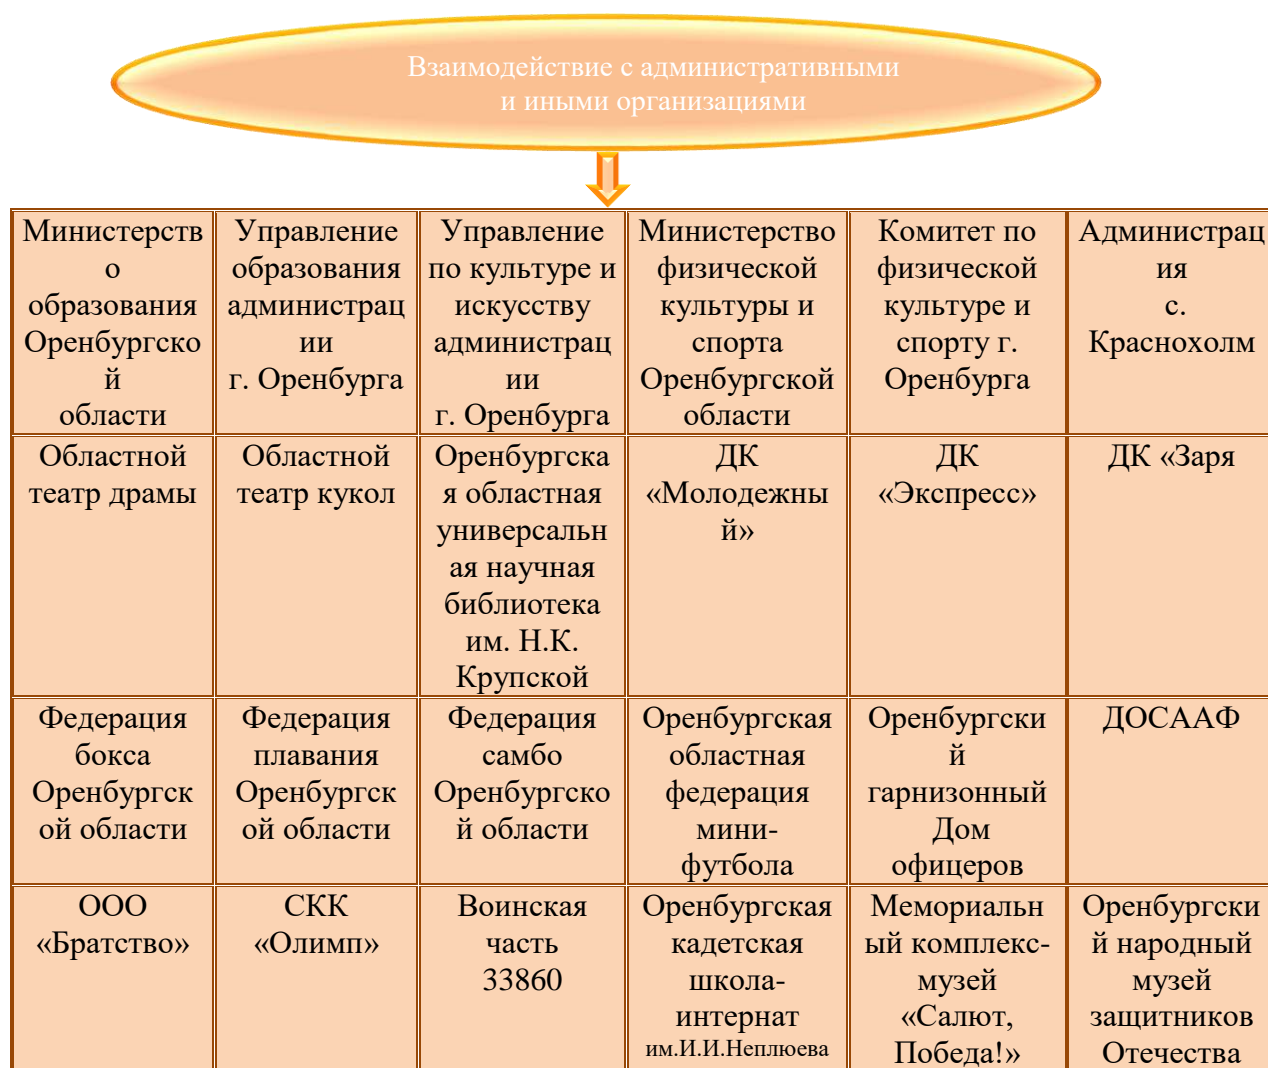 Взаимодействие с административными
и иными организациями
Министерств
о
образования
Оренбургско
й
области
Управление
образования
администрац
ии
г. Оренбурга
Управление
по культуре и
искусству
администрац
ии
г. Оренбурга
Министерство
физической
культуры и
спорта
Оренбургской
области
Комитет по
физической
культуре и
спорту г.
Оренбурга
Администрац
ия
с.
Краснохолм
Областной
театр драмы
Областной
театр кукол
Оренбургска
я областная
универсальн
ая научная
библиотека
им. Н.К.
Крупской
ДК
«Молодежны
й»
ДК
«Экспресс»
ДК «Заря
Федерация
бокса
Оренбургск
ой области
Федерация
плавания
Оренбургск
ой области
Федерация
самбо
Оренбургско
й области
Оренбургская
областная
федерация
мини-
футбола
Оренбургски
й
гарнизонный
Дом
офицеров
ДОСААФ
ООО
«Братство»
СКК
«Олимп»
Воинская
часть
33860
Оренбургская
кадетская
школа-
интернат
им.И.И.Неплюева
Мемориальн
ый комплекс-
музей
«Салют,
Победа!»
Оренбургски
й народный
музей
защитников
Отечества